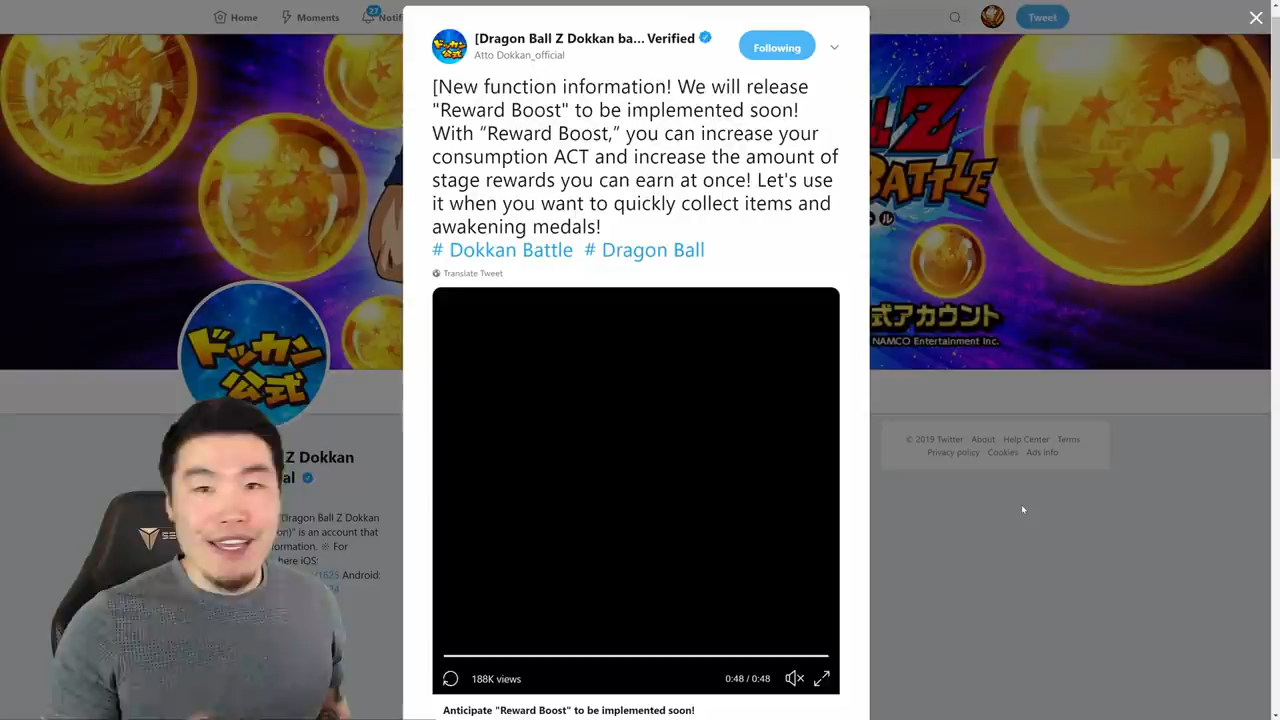 Home
Moments
27
Notif
Tweet
[Dragon Ball Z Dokkan ba... Verified
Atto Dokkan_official
Following
[New function information! We will release
"Reward Boost" to be implemented soon!
With “Reward Boost,” you can increase your
consumption ACT and increase the amount of
stage rewards you can earn at once! Let's use
it when you want to quickly collect items and
awakening medals!
# Dokkan Battle # Dragon Ball
Translate Tweet
188K views
0:48 / 0:48
Anticipate "Reward Boost" to be implemented soon!
ドッカン
公式
Z Dokkan
al
Dragon Ball Z Dokkan
on)" is an account that
ormation. ※ For
here iOS:
/1625 Android:
LL Z
BATTLE
式アカウント
NAMCO Entertainment Inc.
© 2019 Twitter About Help Center Terms
Privacy policy Cookies Ads info